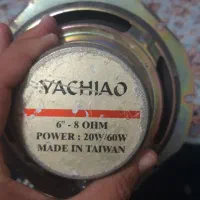 YACHIAO
6" - 8 OHM
POWER : 20W/60W
MADE IN TAIWAN